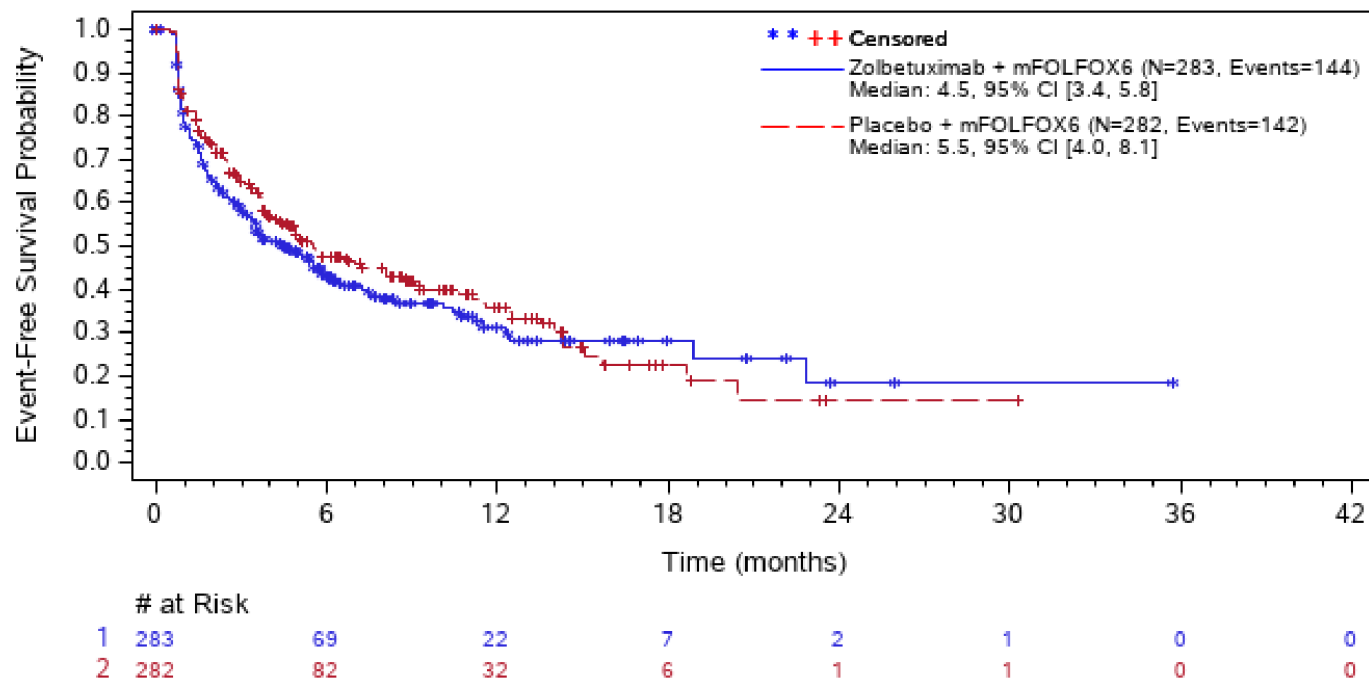 Event-Free Survival Probability
1.0
0.9
0.8
0.7
0.6
0.5
0.4
0.3
0.2
0.1
0.0
** ++ Censored
Zolbetuximab + mFOLFOX6 (N=283, Events=144)
Median: 4.5, 95% CI [3.4, 5.8]
Placebo + mFOLFOX6 (N=282, Events=142)
Median: 5.5, 95% CI [4.0, 8.1]
0 6 12 18 24 30 36 42
Time (months)
# at Risk
1 283 69 22 7 2 1 0 0
2 282 82 32 6 1 1 0 0